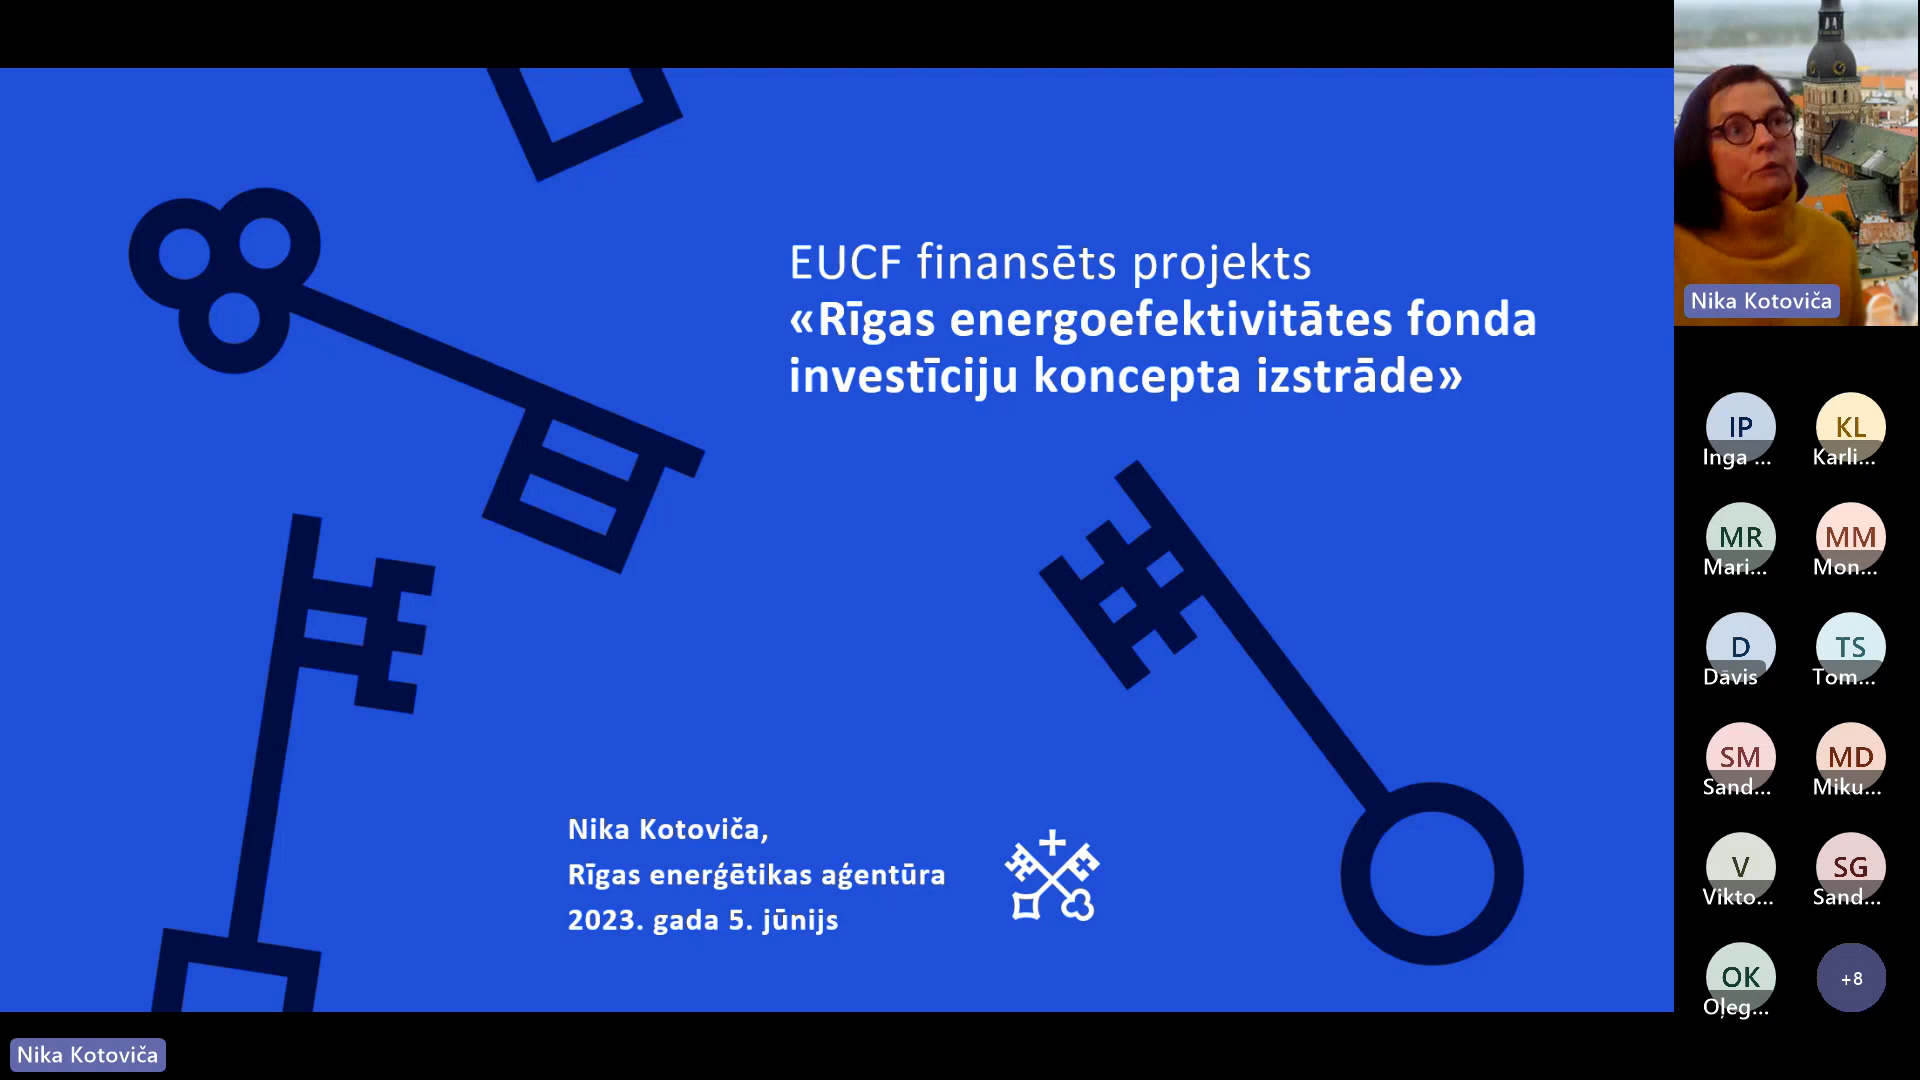 EUCF finansēts projekts
«Rīgas energoefektivitātes fonda
investīciju koncepta izstrāde»
Nika Kotoviča,
Rīgas enerģētikas aģentūra
2023. gada 5. jūnijs
Nika Kotoviča
IP
Inga ...
KL
Karli...
MR
Mari...
MM
Mon...
D
Dāvis
TS
Tom...
SM
Sand...
MD
Miku...
V
Vikto...
SG
Sand...
OK
Oļeg...
+8
Nika Kotoviča